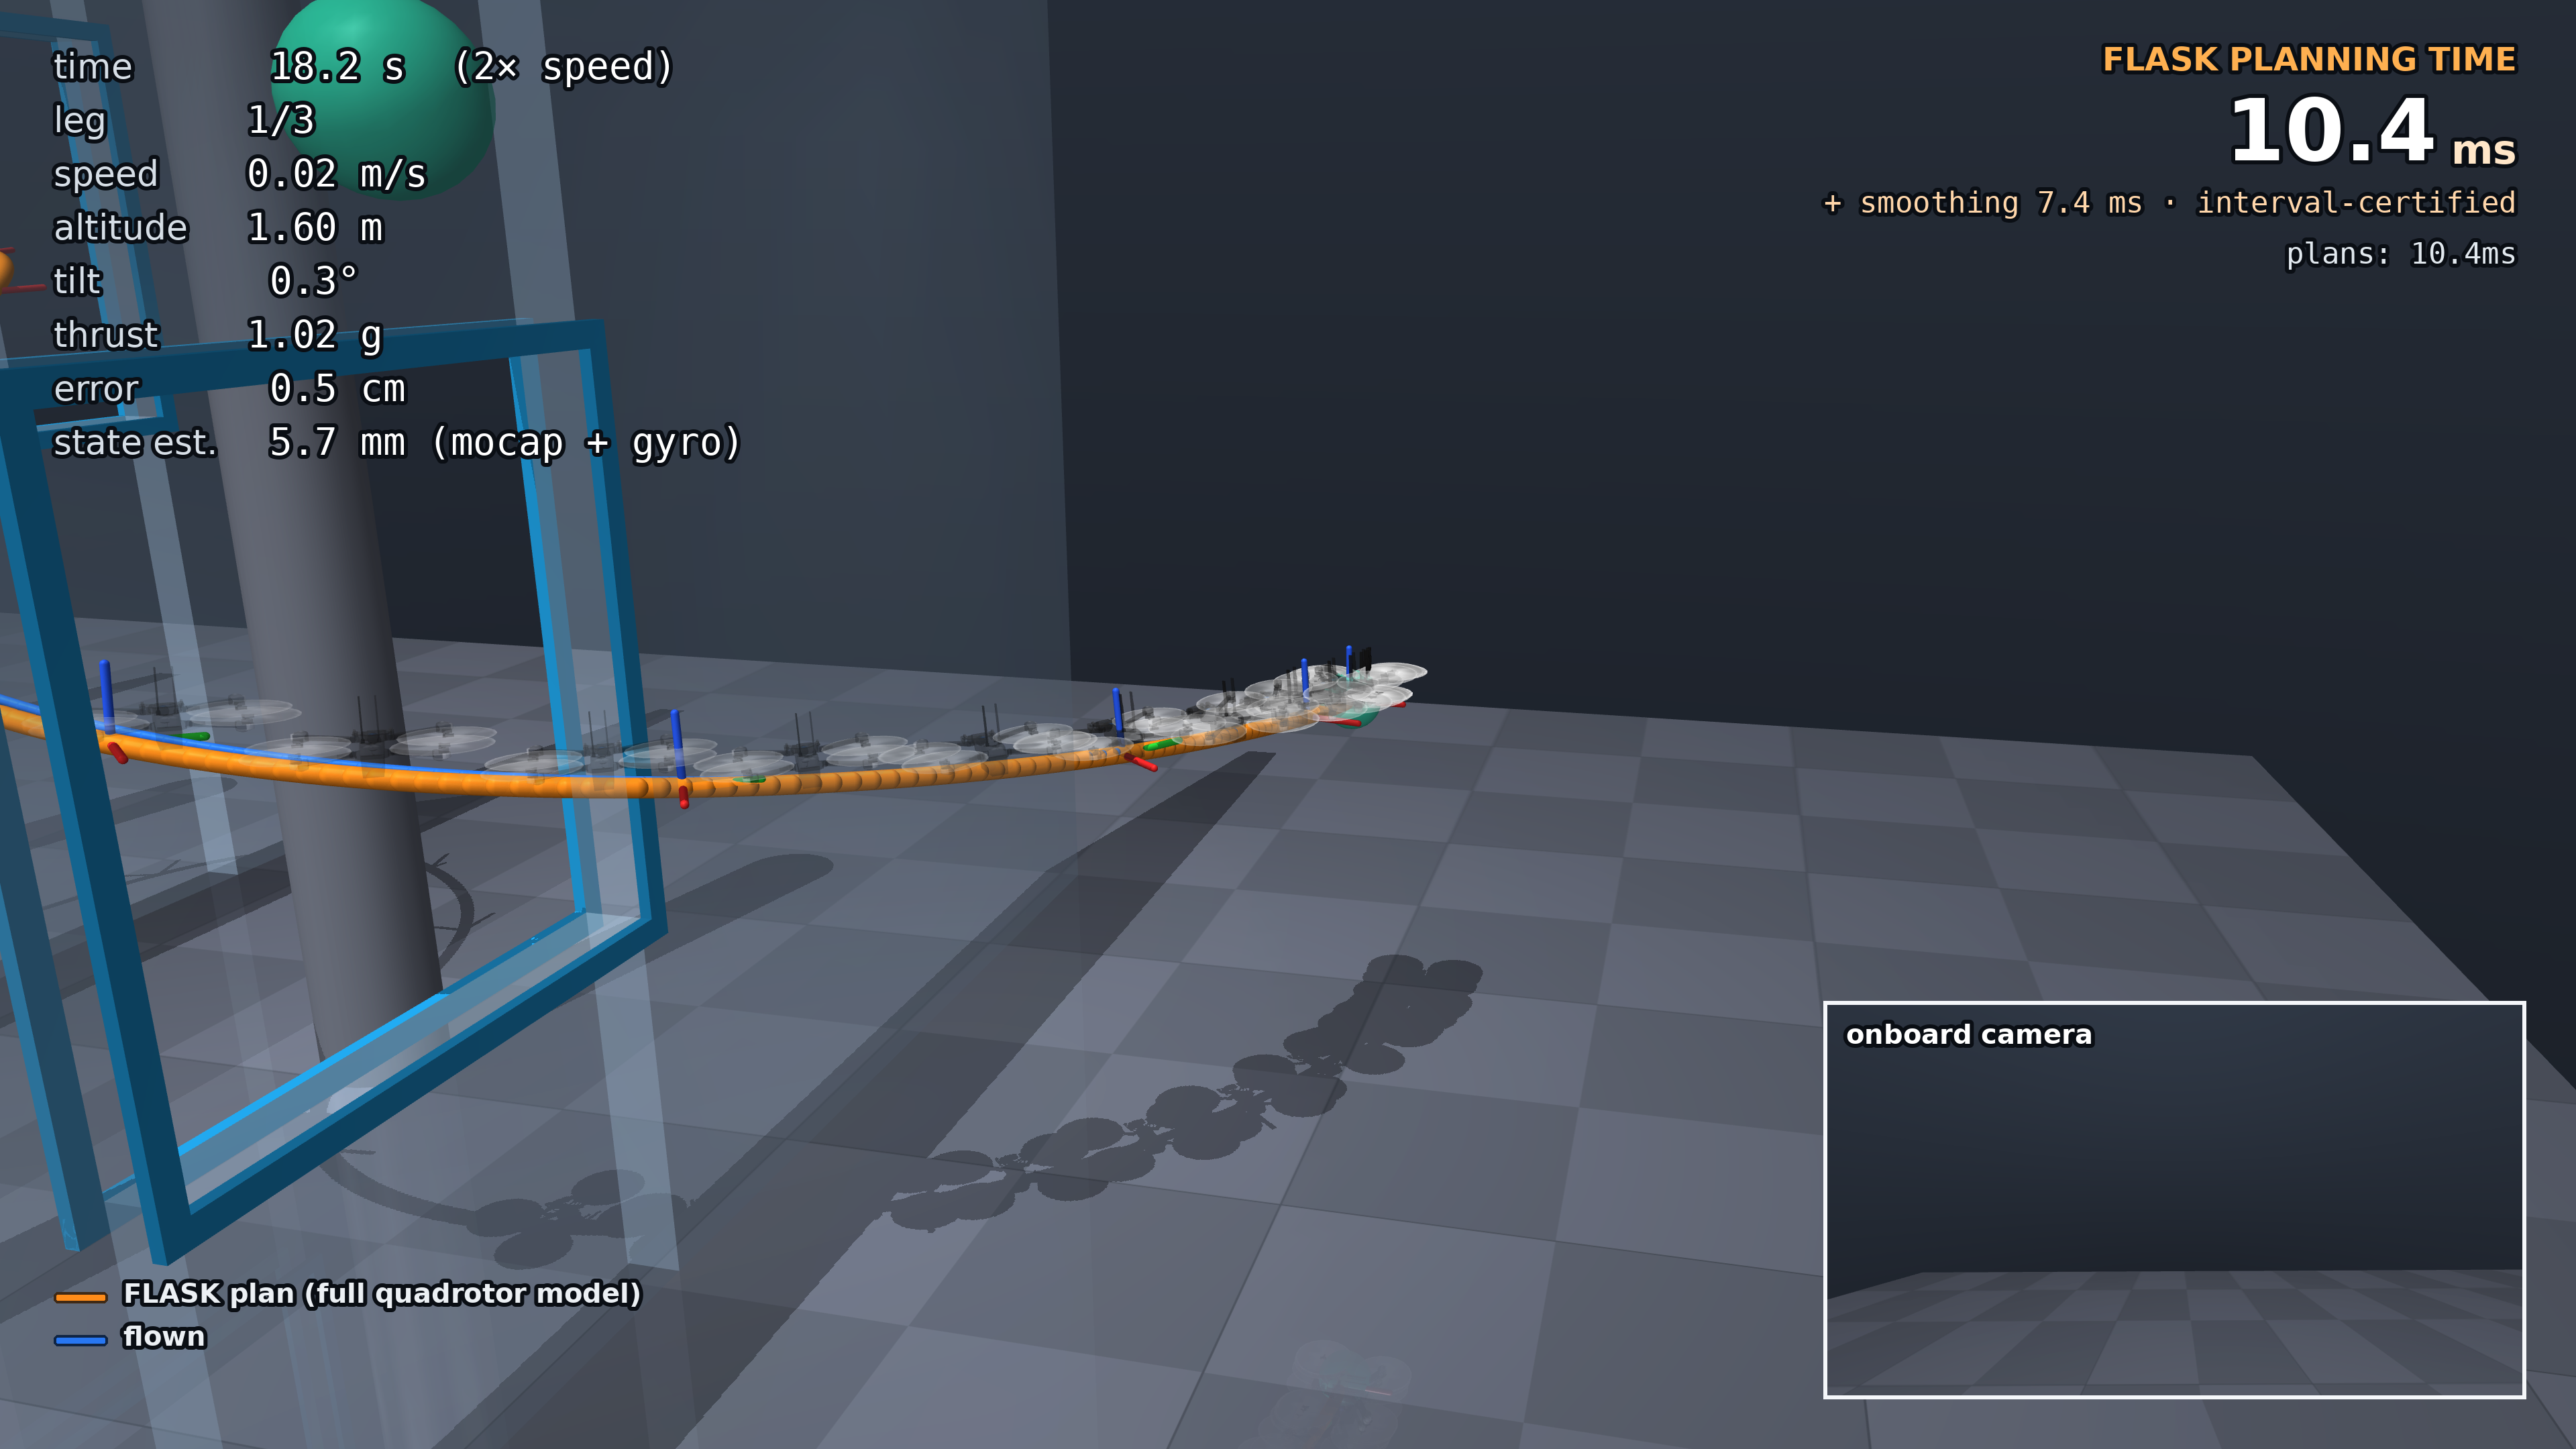 time 18.2 s (2× speed)
leg 1/3
speed 0.02 m/s
altitude 1.60 m
tilt 0.3°
thrust 1.02 g
error 0.5 cm
state est. 5.7 mm (mocap + gyro)
FLASK PLANNING TIME
10.4 ms
+ smoothing 7.4 ms · interval-certified
plans: 10.4ms
onboard camera
FLASK plan (full quadrotor model)
flown